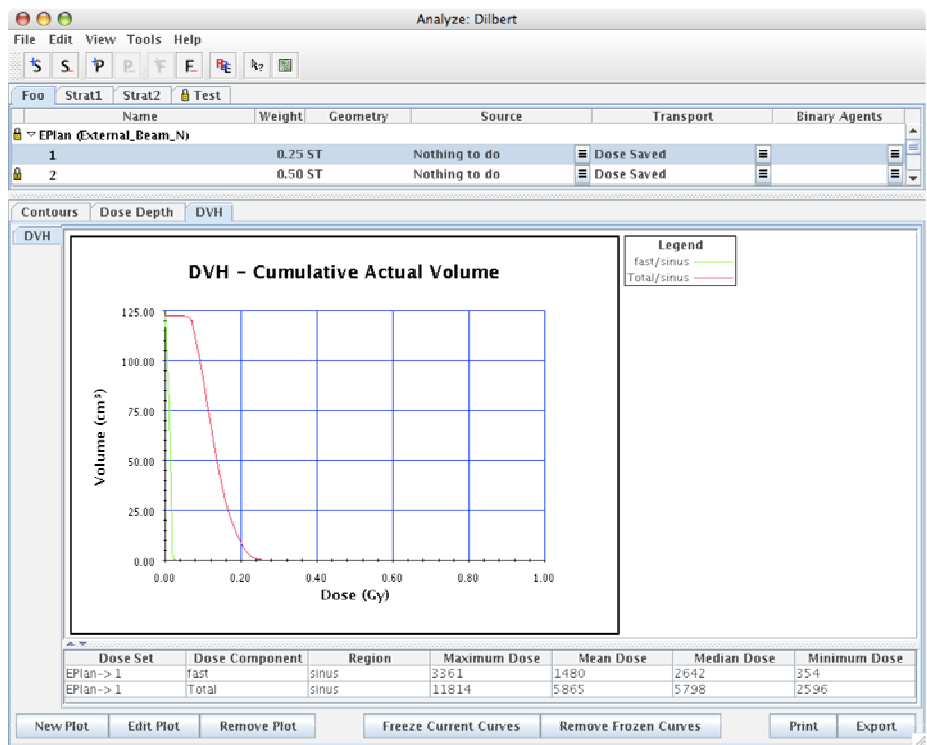 Analyze: Dilbert
File Edit View Tools Help
S S P P F F BE ?
Foo Strat1 Strat2 Test
Name Weight Geometry Source Transport Binary Agents
EPlan (External_Beam_N)
1 0.25 ST Nothing to do Dose Saved
2 0.50 ST Nothing to do Dose Saved
Contours Dose Depth DVH
DVH
DVH - Cumulative Actual Volume
Legend
fast/sinus
Total/sinus
125.00
100.00
75.00
50.00
25.00
0.00
Volume (cm³)
0.00 0.20 0.40 0.60 0.80 1.00
Dose (Gy)
Dose Set Dose Component Region Maximum Dose Mean Dose Median Dose Minimum Dose
EPlan->1 fast sinus 3361 1480 2642 354
EPlan->1 Total sinus 11814 5865 5798 2596
New Plot Edit Plot Remove Plot Freeze Current Curves Remove Frozen Curves Print Export